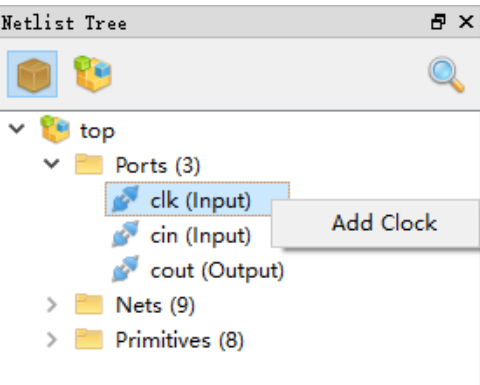 Netlist Tree
top
Ports (3)
clk (Input)
Add Clock
cin (Input)
cout (Output)
Nets (9)
Primitives (8)